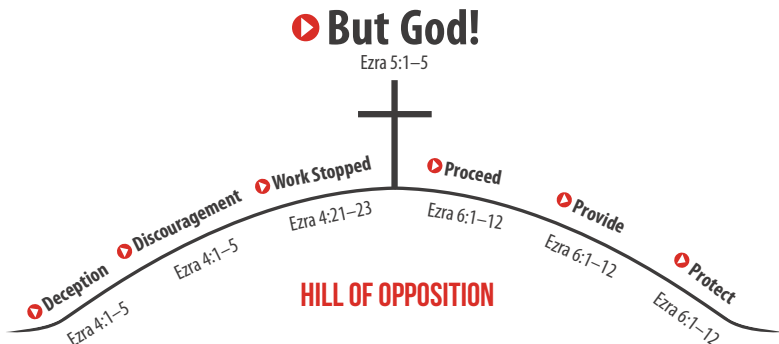 But God!
Ezra 5:1–5
Deception
Ezra 4:1–5
Discouragement
Ezra 4:1–5
Work Stopped
Ezra 4:21–23
Proceed
Ezra 6:1–12
Provide
Ezra 6:1–12
Protect
Ezra 6:1–12
HILL OF OPPOSITION